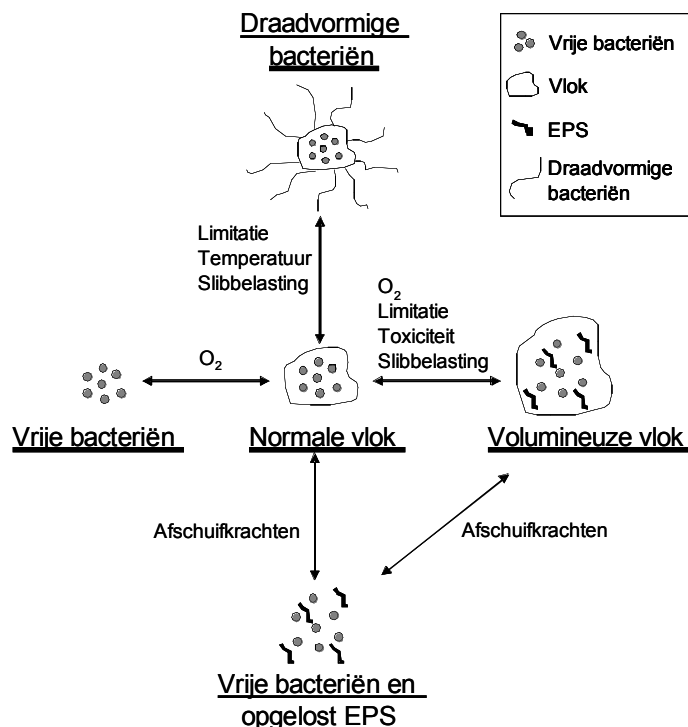 Draadvormige
bacteriën
Vrije bacteriën
Vlok
EPS
Draadvormige
bacteriën
Limitatie
Temperatuur
Slibbelasting
O2
Limitatie
Toxiciteit
Slibbelasting
O2
Vrije bacteriën
Normale vlok
Volumineuze vlok
Afschuifkrachten
Afschuifkrachten
Vrije bacteriën en
opgelost EPS